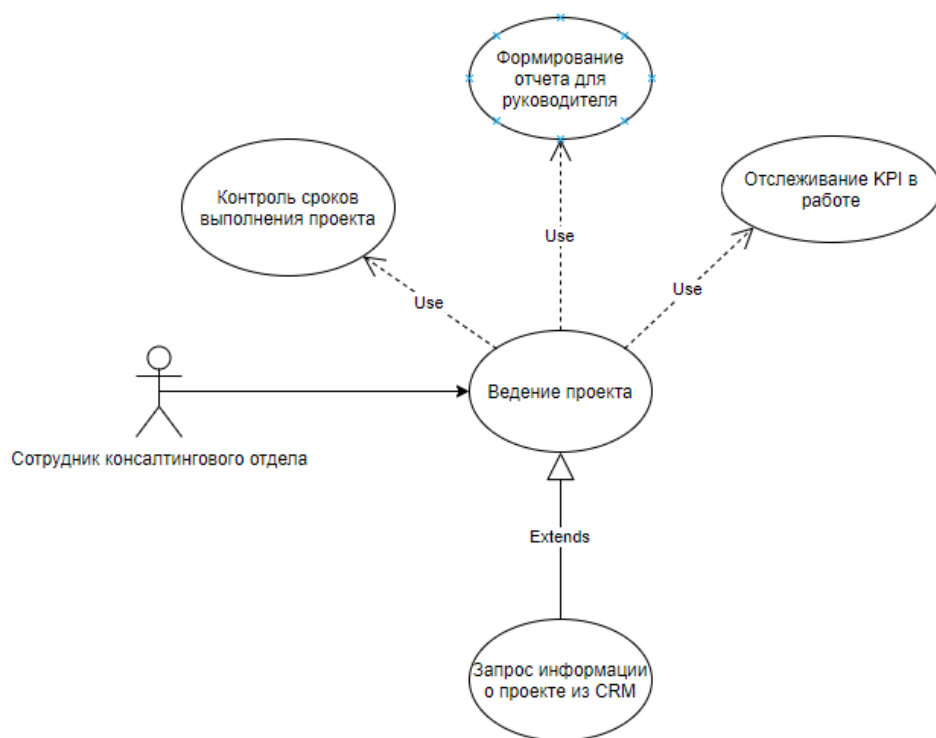 Формирование
отчета для
руководителя
Контроль сроков
выполнения проекта
Отслеживание KPI в
работе
Use
Use
Use
Ведение проекта
Сотрудник консалтингового отдела
Extends
Запрос информации
о проекте из CRM